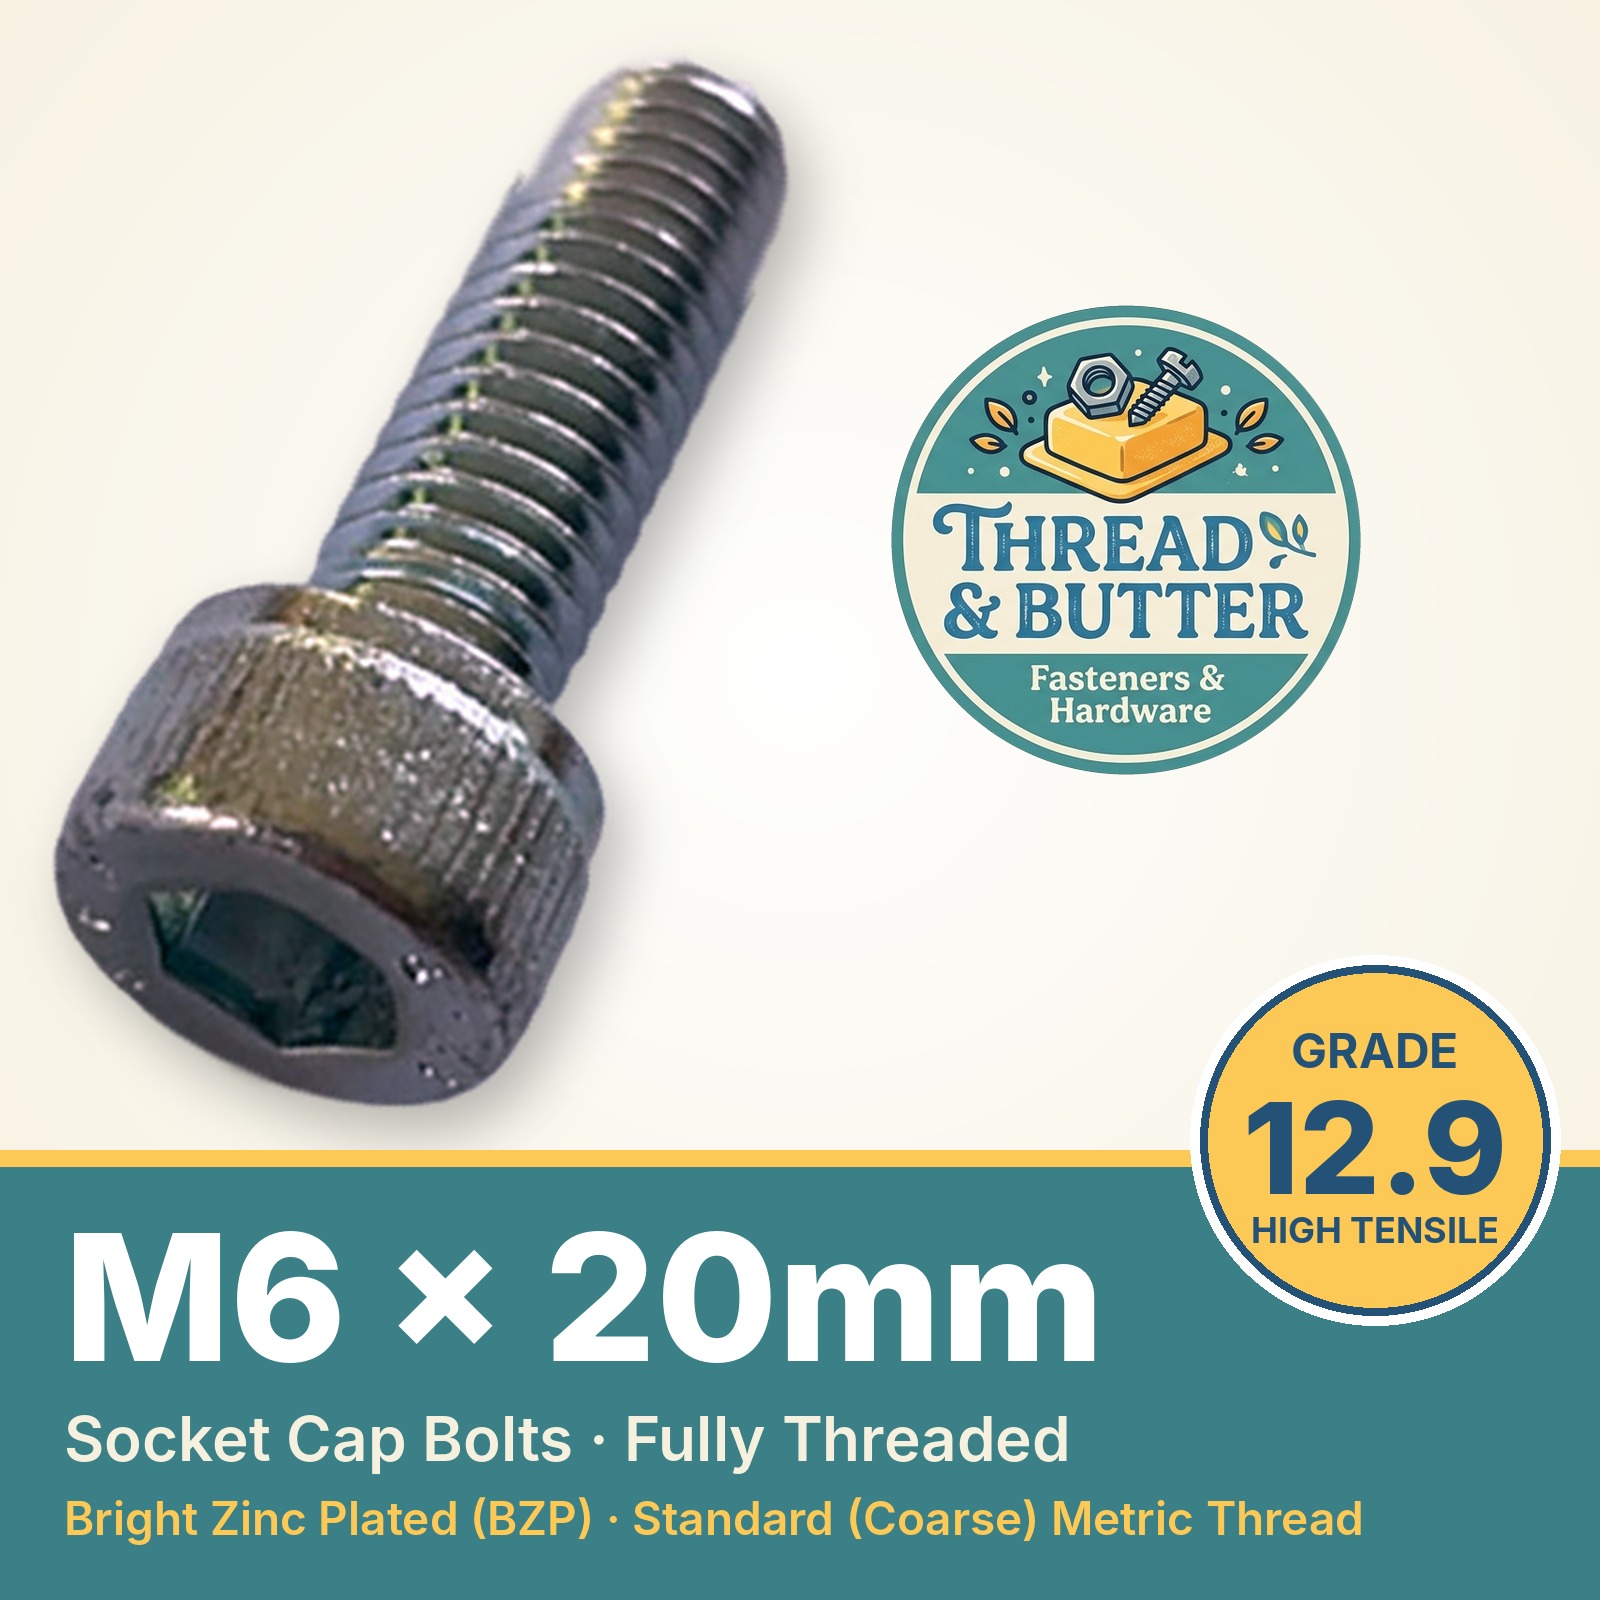 THREAD
& BUTTER
Fasteners &
Hardware
GRADE
12.9
HIGH TENSILE
M6 × 20mm
Socket Cap Bolts · Fully Threaded
Bright Zinc Plated (BZP) · Standard (Coarse) Metric Thread